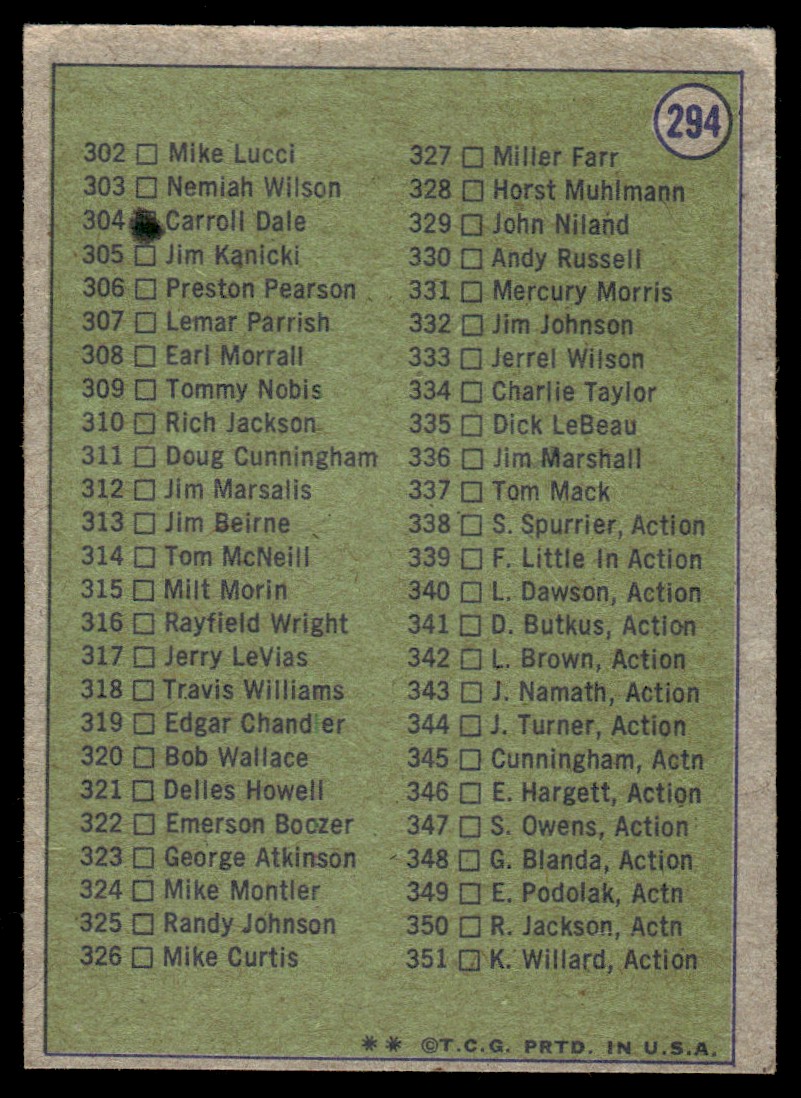 294
302 □ Mike Lucci
303 □ Nemiah Wilson
304 Carroll Dale
305 □ Jim Kanicki
306 □ Preston Pearson
307 □ Lemar Parrish
308 □ Earl Morrall
309 □ Tommy Nobis
310 □ Rich Jackson
311 □ Doug Cunningham
312 □ Jim Marsalis
313 □ Jim Beirne
314 □ Tom McNeill
315 □ Milt Morin
316 □ Rayfield Wright
317 □ Jerry LeVias
318 □ Travis Williams
319 □ Edgar Chandler
320 □ Bob Wallace
321 □ Delles Howell
322 □ Emerson Boozer
323 □ George Atkinson
324 □ Mike Montler
325 □ Randy Johnson
326 □ Mike Curtis
327 □ Miller Farr
328 □ Horst Muhlmann
329 □ John Niland
330 □ Andy Russell
331 □ Mercury Morris
332 □ Jim Johnson
333 □ Jerrel Wilson
334 □ Charlie Taylor
335 □ Dick LeBeau
336 □ Jim Marshall
337 □ Tom Mack
338 □ S. Spurrier, Action
339 □ F. Little In Action
340 □ L. Dawson, Action
341 □ D. Butkus, Action
342 □ L. Brown, Action
343 □ J. Namath, Action
344 □ J. Turner, Action
345 □ Cunningham, Actn
346 □ E. Hargett, Action
347 □ S. Owens, Action
348 □ G. Blanda, Action
349 □ E. Podolak, Actn
350 □ R. Jackson, Actn
351 □ K. Willard, Action
** ©T.C.G. PRTD. IN U.S.A.